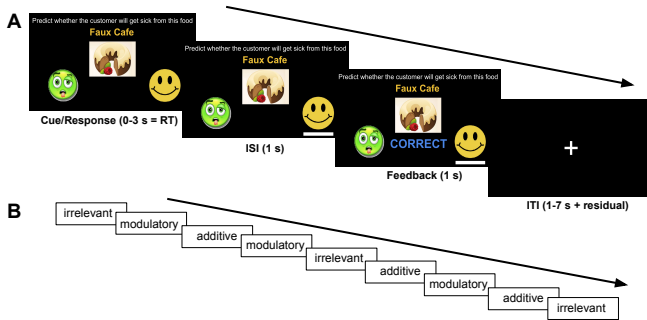 A
Predict whether the customer will get sick from this food
Faux Cafe
Cue/Response (0-3 s = RT)
Predict whether the customer will get sick from this food
Faux Cafe
ISI (1 s)
Predict whether the customer will get sick from this food
Faux Cafe
CORRECT
Feedback (1 s)
+
ITI (1-7 s + residual)
B
irrelevant
modulatory
additive
modulatory
irrelevant
additive
modulatory
additive
irrelevant